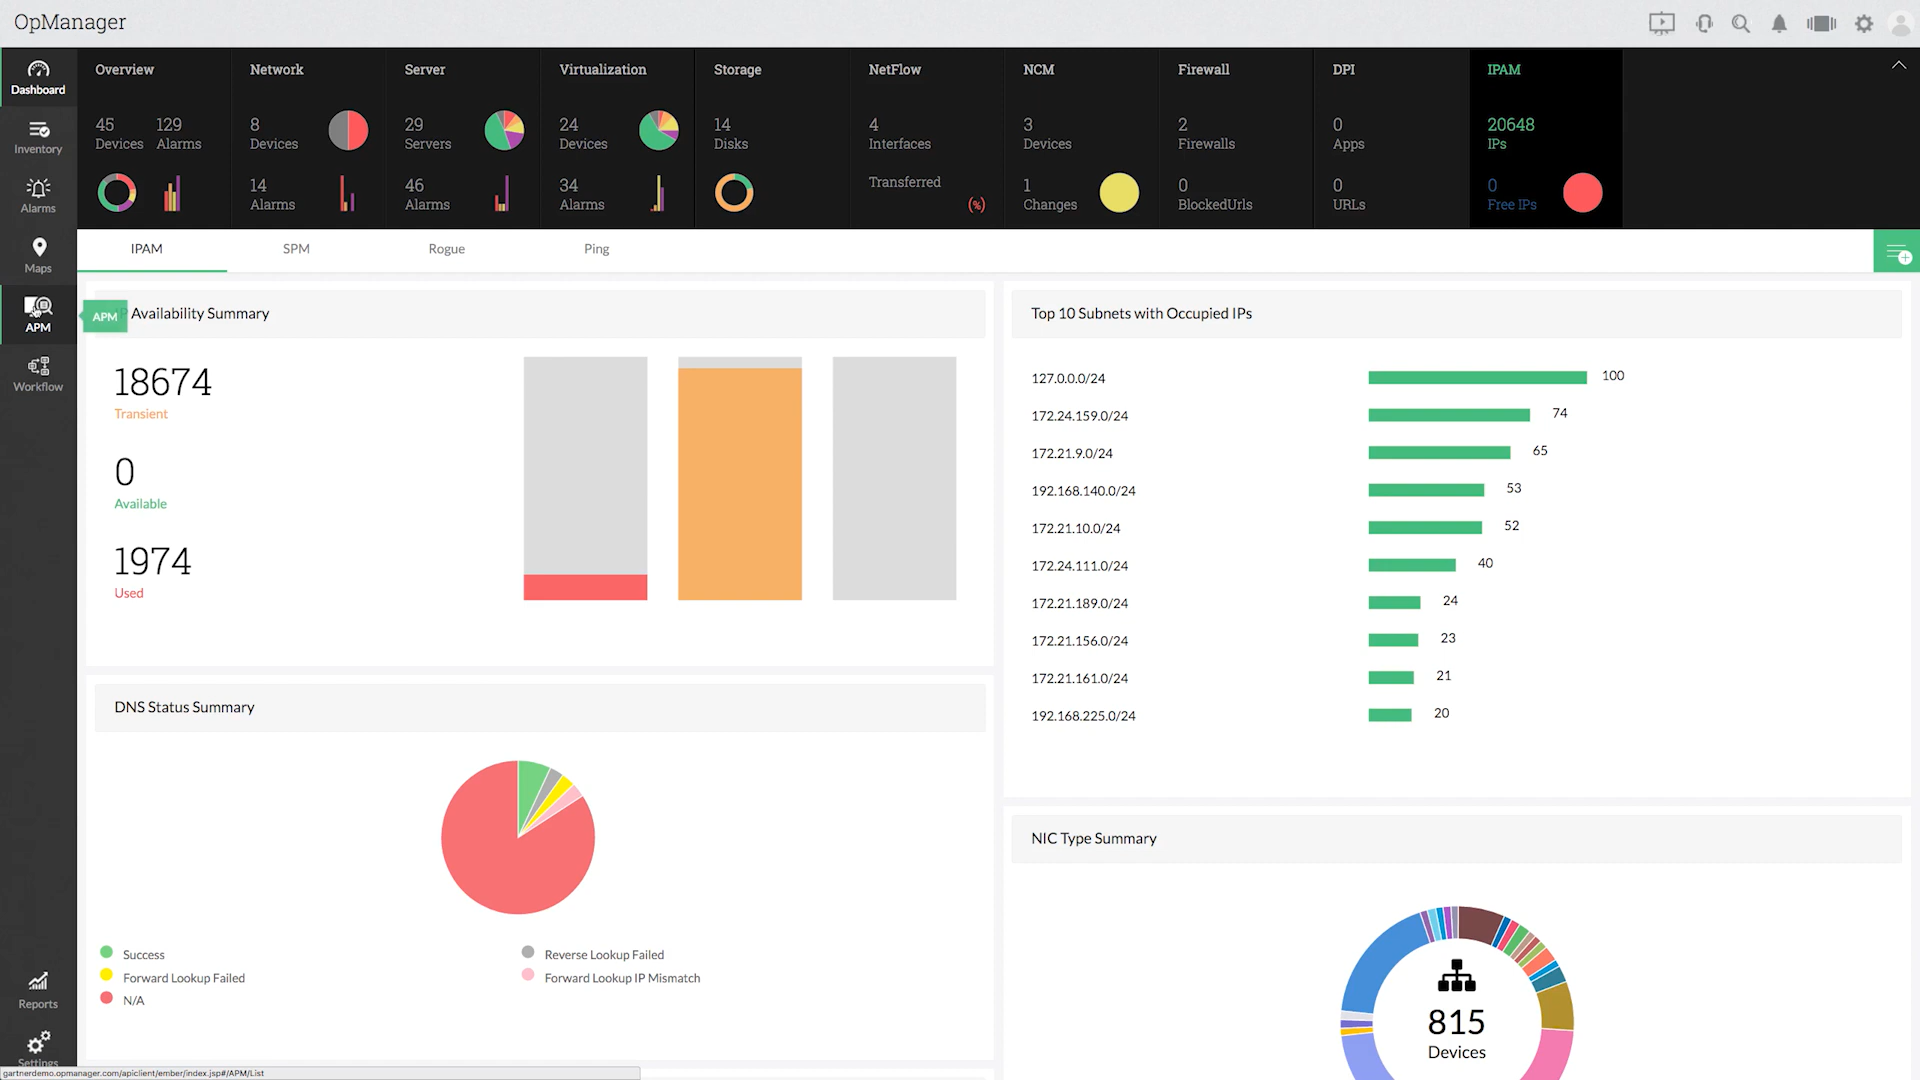 OpManager
Dashboard
Inventory
Alarms
Maps
APM
Workflow
Reports
Settings
Overview
45 Devices
129 Alarms
Network
8 Devices
14 Alarms
Server
29 Servers
46 Alarms
Virtualization
24 Devices
34 Alarms
Storage
14 Disks
NetFlow
4 Interfaces
Transferred
(%)
NCM
3 Devices
1 Changes
Firewall
2 Firewalls
0 BlockedUrls
DPI
0 Apps
0 URLs
IPAM
20648 IPs
0 Free IPs
IPAM SPM Rogue Ping
APM
Availability Summary
18674
Transient
0
Available
1974
Used
Top 10 Subnets with Occupied IPs
127.0.0.0/24 100
172.24.159.0/24 74
172.21.9.0/24 65
192.168.140.0/24 53
172.21.10.0/24 52
172.24.111.0/24 40
172.21.189.0/24 24
172.21.156.0/24 23
172.21.161.0/24 21
192.168.225.0/24 20
DNS Status Summary
Success
Reverse Lookup Failed
Forward Lookup Failed
Forward Lookup IP Mismatch
N/A
NIC Type Summary
815
Devices
gartnerdemo.opmanager.com/apiclient/ember/index.jsp#/APM/List